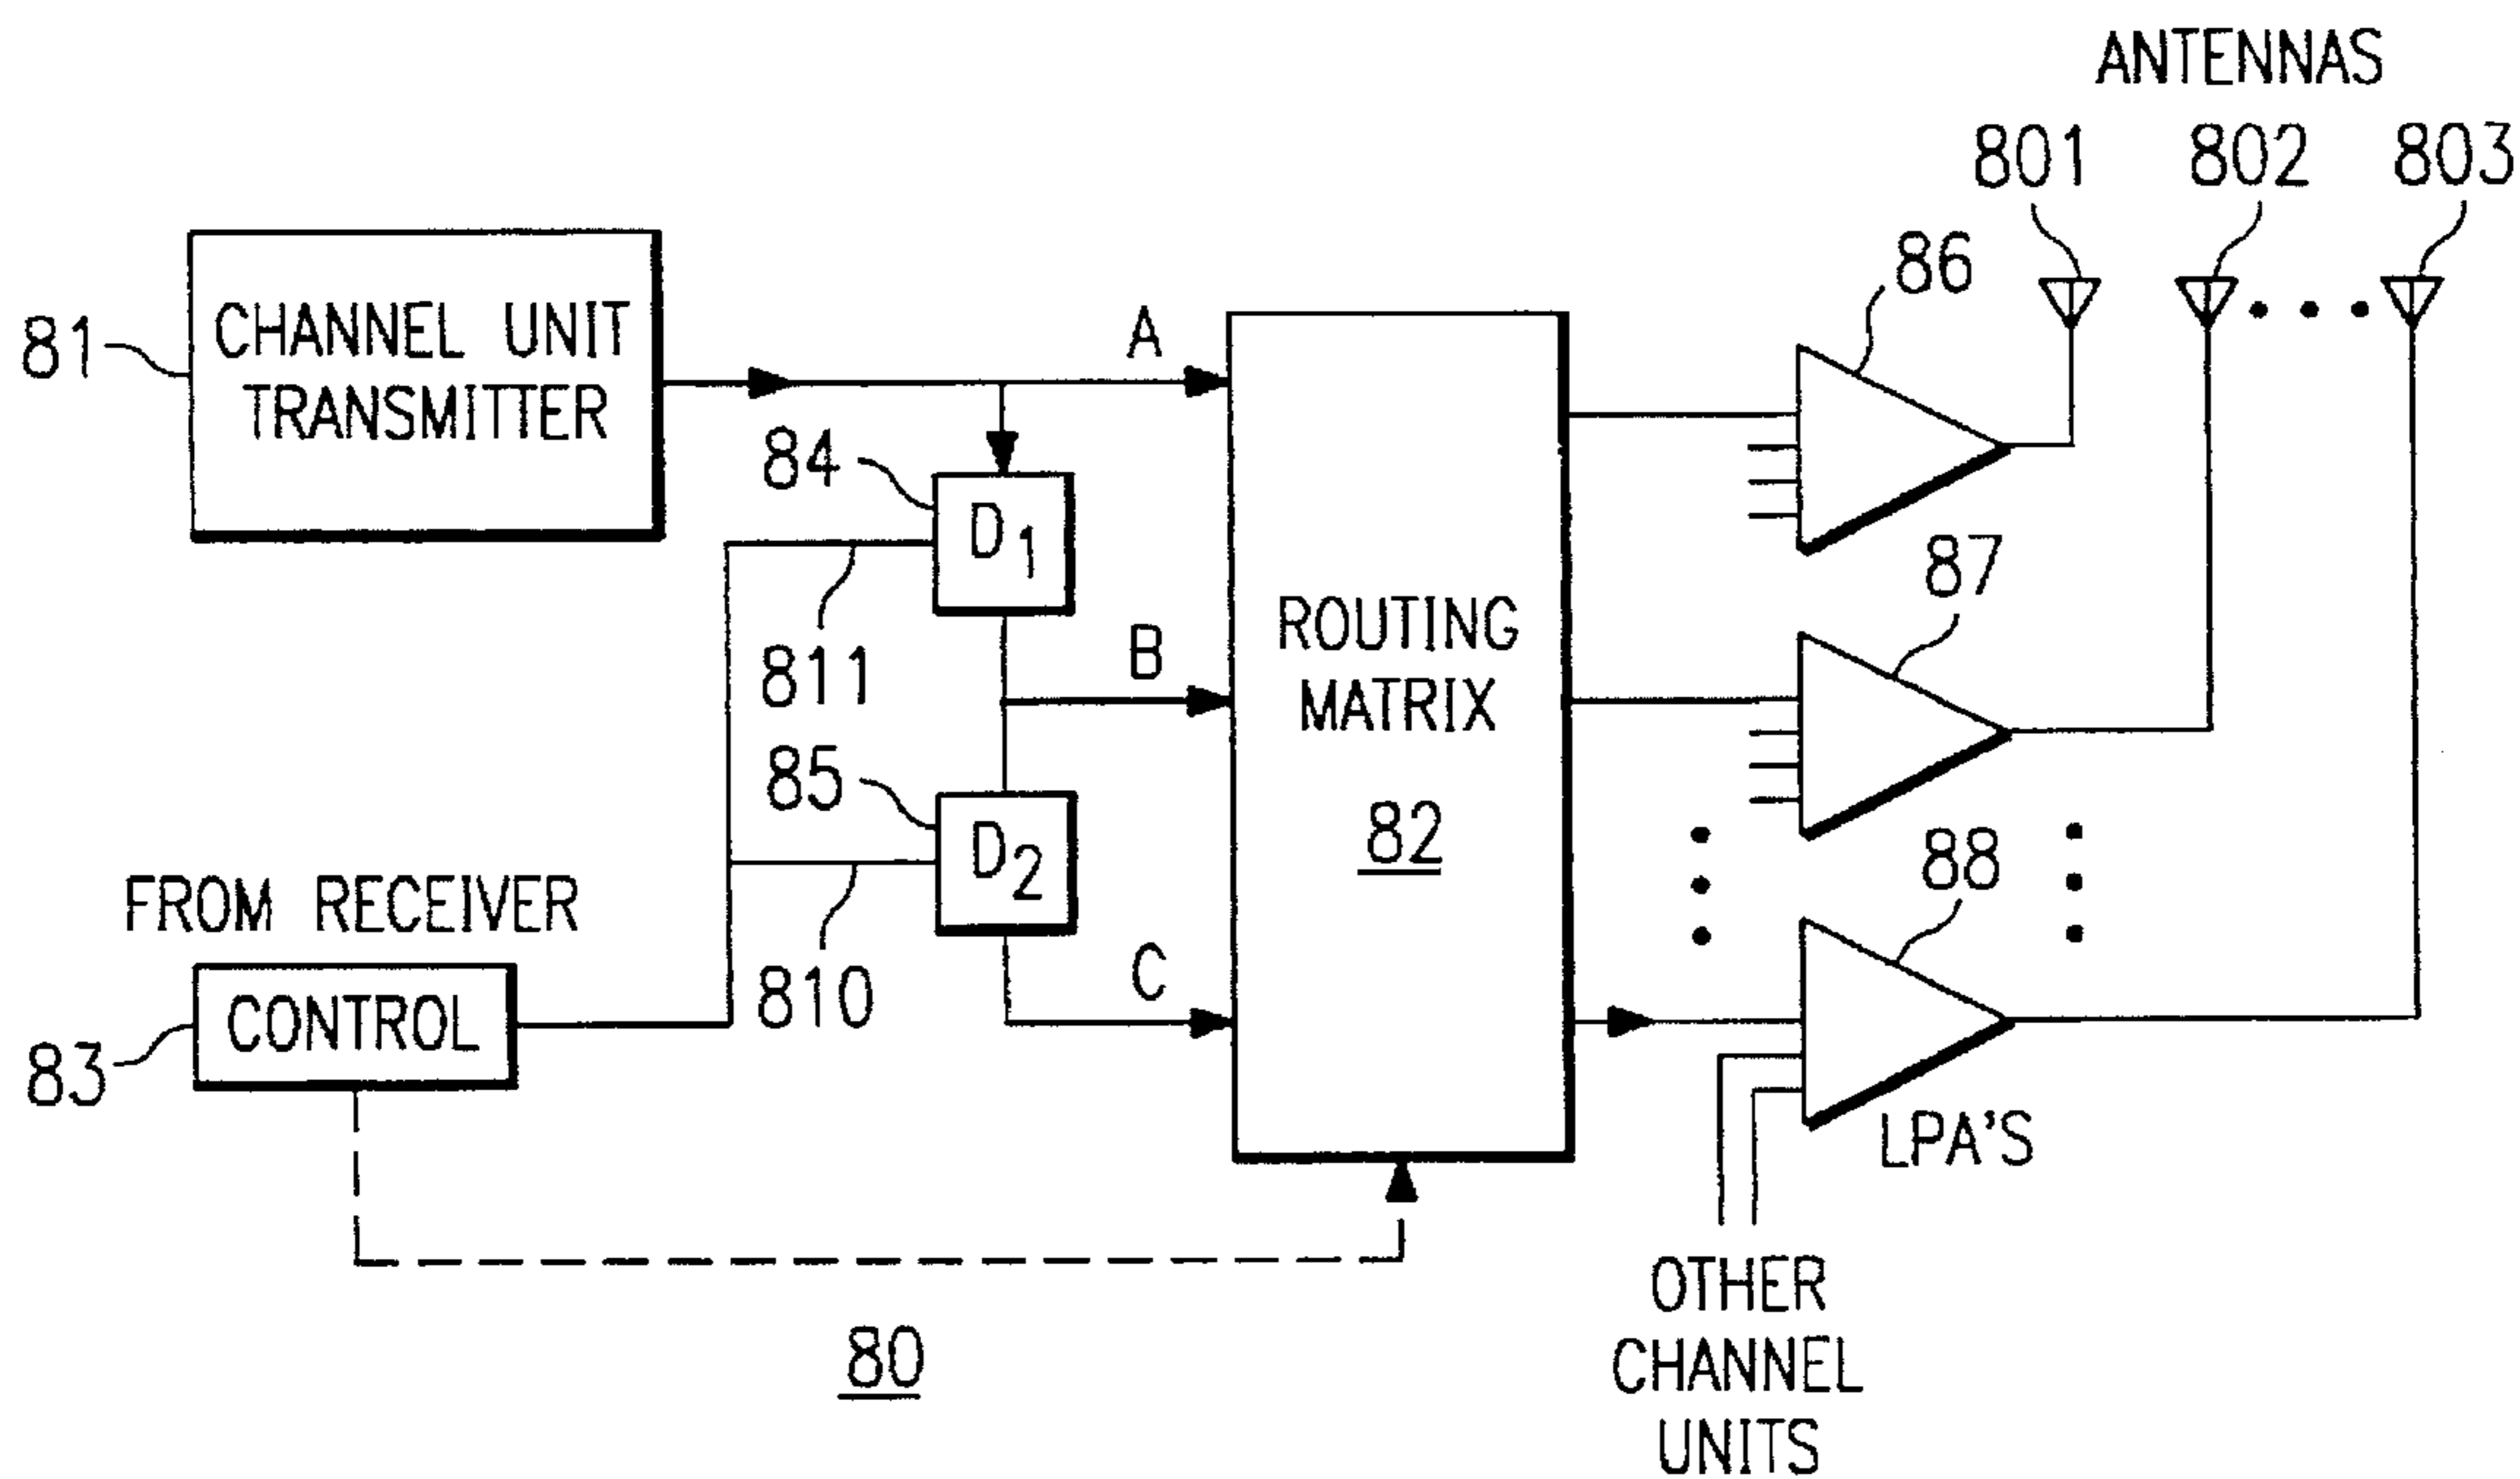 ANTENNAS
801
802
803
86
CHANNEL UNIT
TRANSMITTER
81
A
84
D1
87
811
B
ROUTING
MATRIX
82
85
D2
88
FROM RECEIVER
CONTROL
83
810
C
LPA'S
OTHER
CHANNEL
UNITS
80